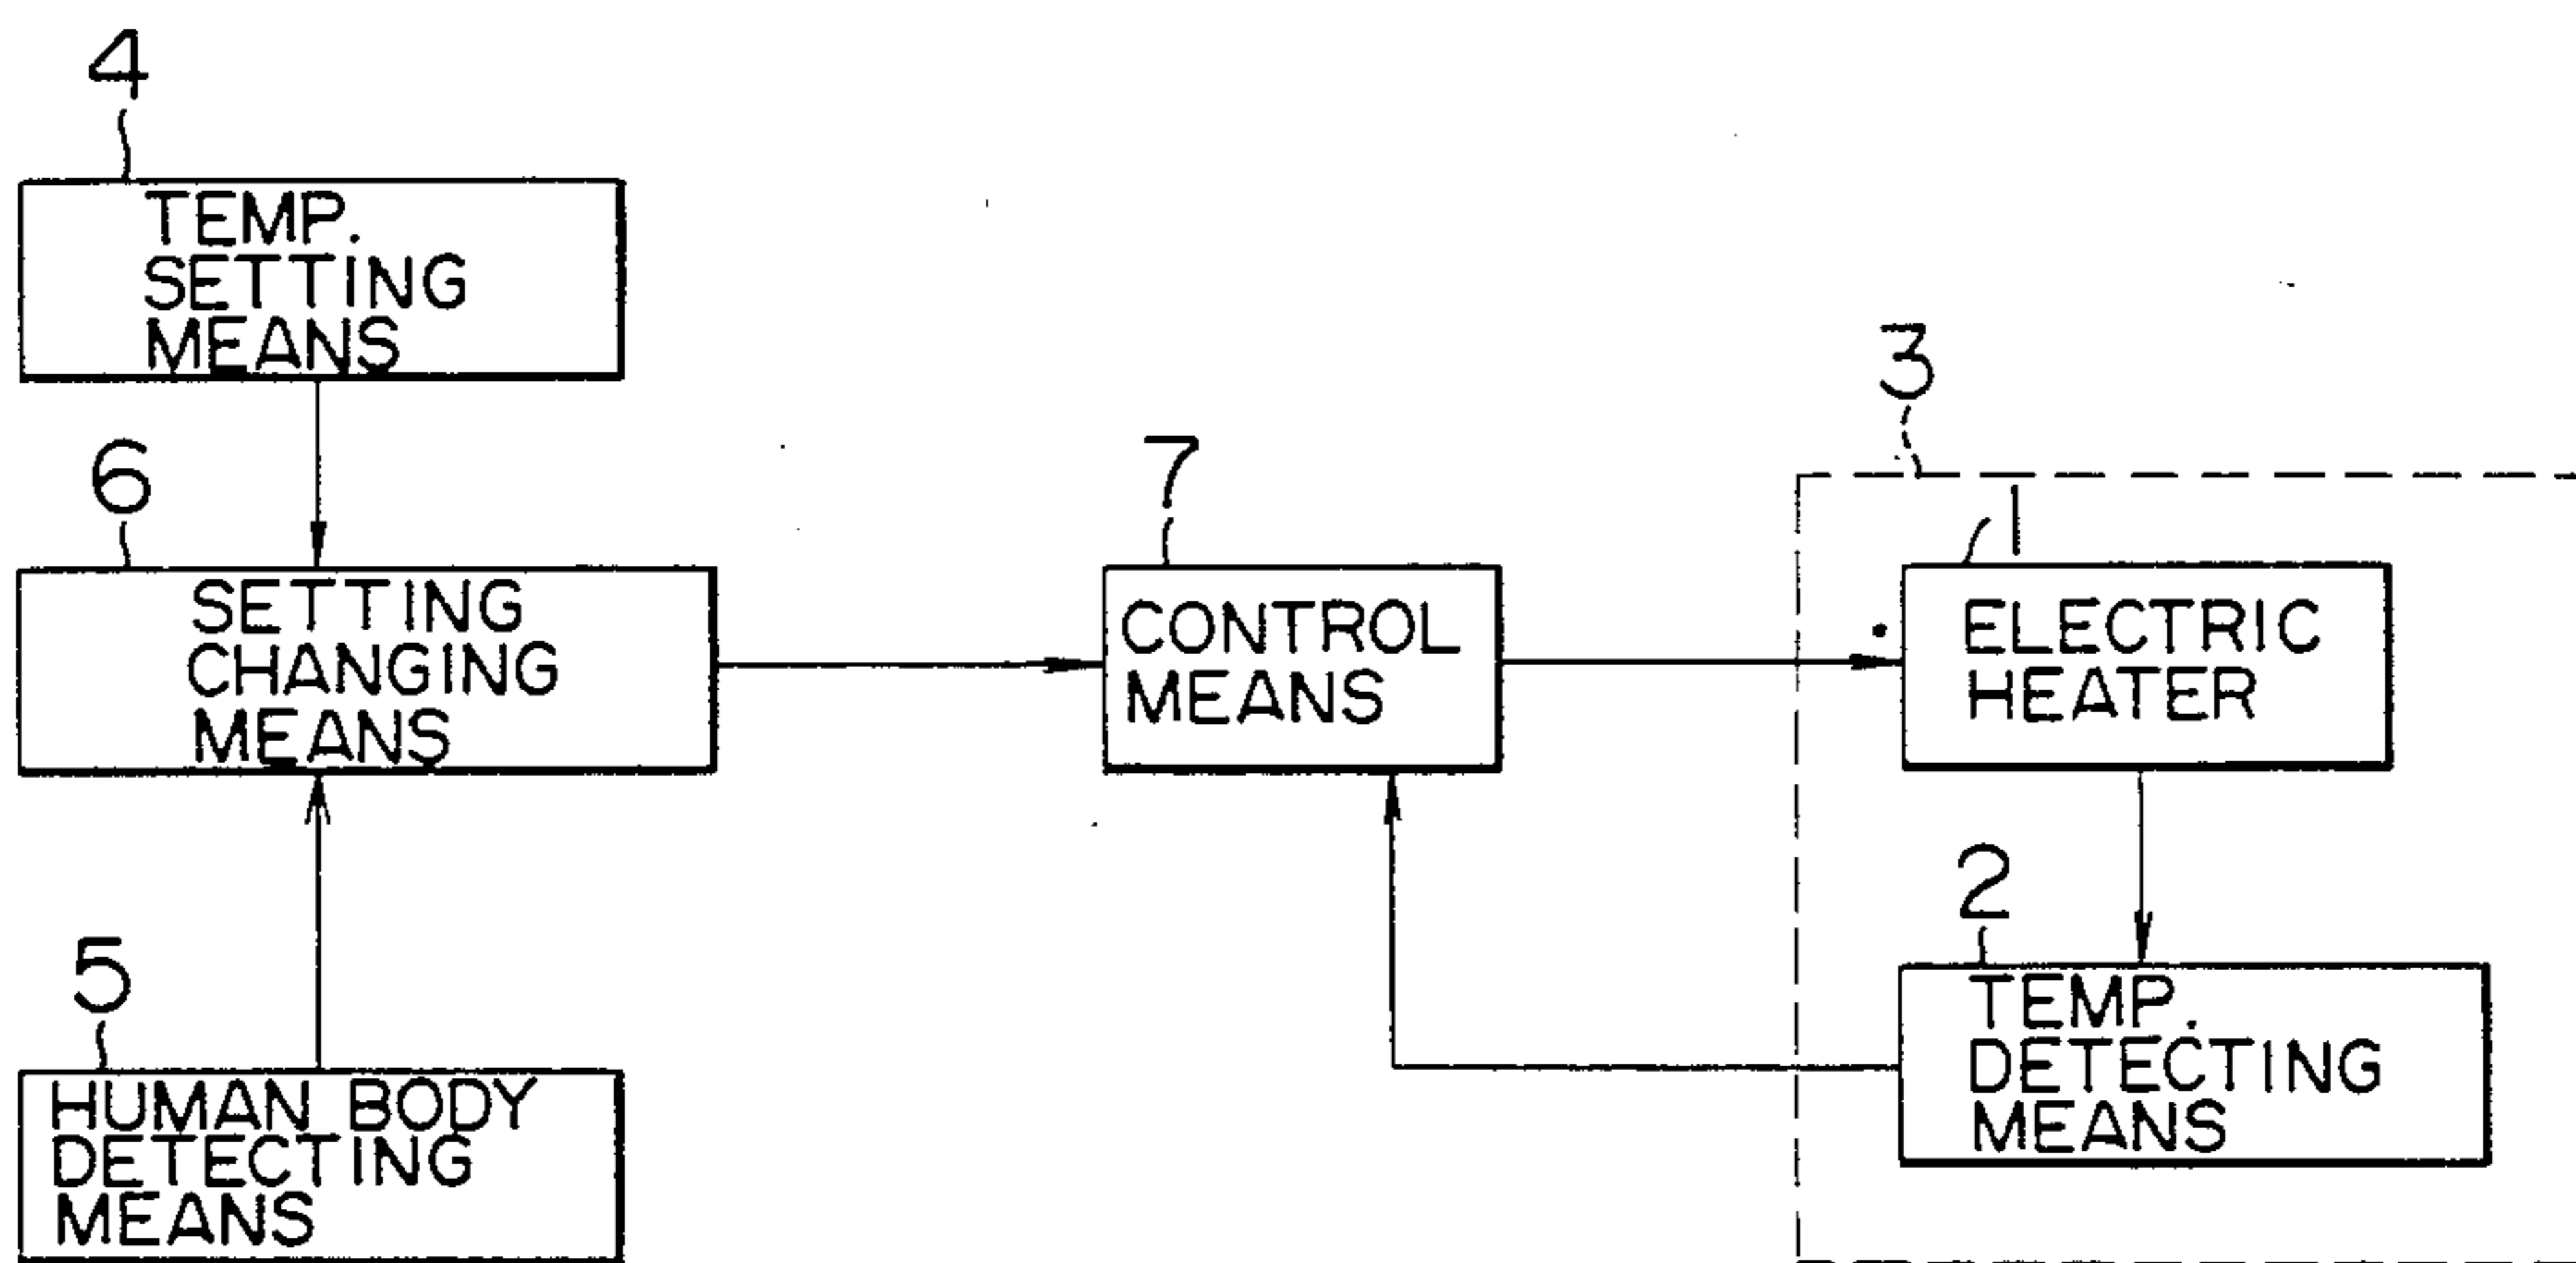 4
TEMP.
SETTING
MEANS
6
SETTING
CHANGING
MEANS
5
HUMAN BODY
DETECTING
MEANS
7
CONTROL
MEANS
3
1
ELECTRIC
HEATER
2
TEMP.
DETECTING
MEANS